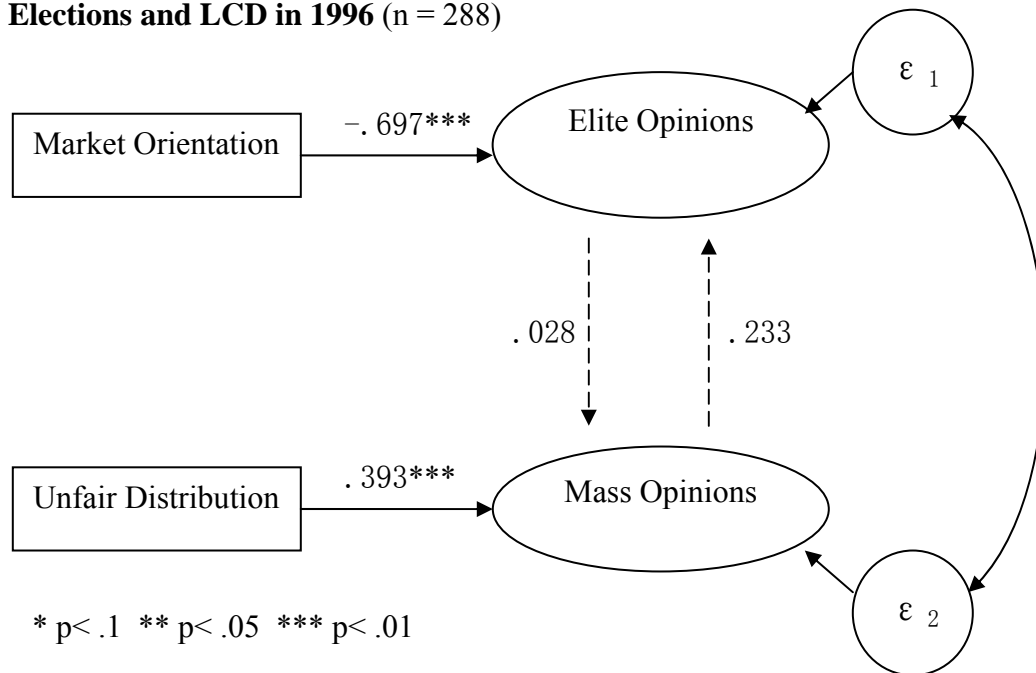 Elections and LCD in 1996 (n = 288)
ε 1
Market Orientation
-.697***
Elite Opinions
.028
.233
Unfair Distribution
.393***
Mass Opinions
ε 2
* p< .1 ** p< .05 *** p< .01